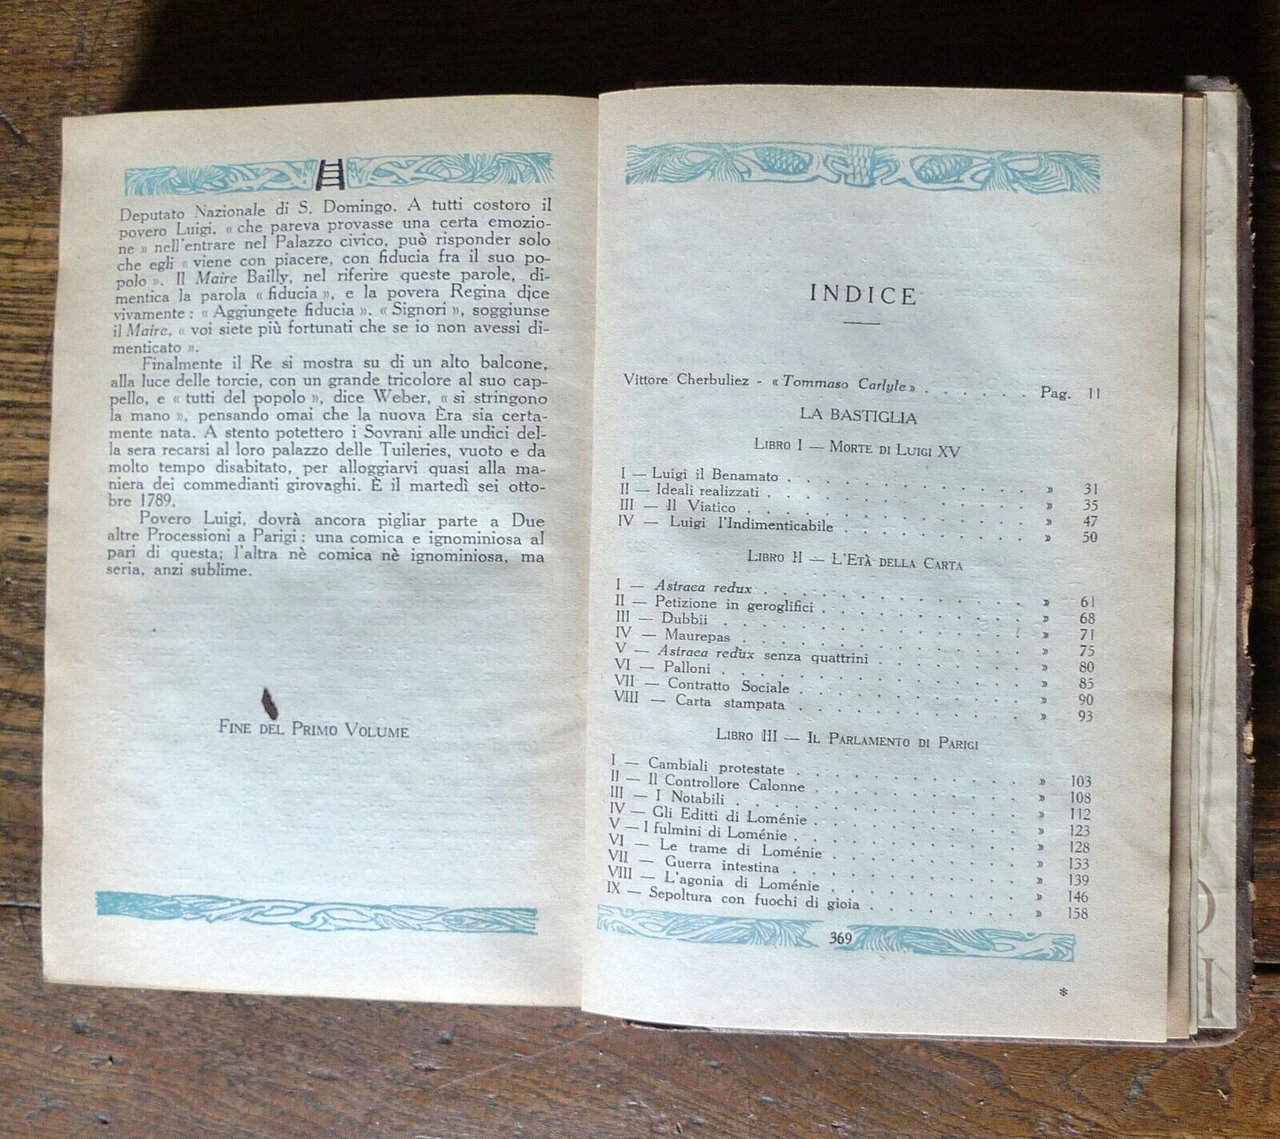 Deputato Nazionale di S. Domingo. A tutti costoro il
povero Luigi, « che pareva provasse una certa emozio-
ne » nell'entrare nel Palazzo civico, può risponder solo
che egli « viene con piacere, con fiducia fra il suo po-
polo ». Il Maire Bailly, nel riferire queste parole, di-
mentica la parola « fiducia », e la povera Regina dice
vivamente : « Aggiungete fiducia ». « Signori », soggiunse
il Maire, « voi siete più fortunati che se io non avessi di-
menticato ».
Finalmente il Re si mostra su di un alto balcone,
alla luce delle torcie, con un grande tricolore al suo cap-
pello, e « tutti del popolo », dice Weber, « si stringono
la mano », pensando omai che la nuova Èra sia certa-
mente nata. A stento potettero i Sovrani alle undici del-
la sera recarsi al loro palazzo delle Tuileries, vuoto e da
molto tempo disabitato, per alloggiarvi quasi alla ma-
niera dei commedianti girovaghi. È il martedì sei otto-
bre 1789.
Povero Luigi, dovrà ancora pigliar parte a Due
altre Processioni a Parigi : una comica e ignominiosa al
pari di questa; l'altra nè comica nè ignominiosa, ma
seria, anzi sublime.
FINE DEL PRIMO VOLUME
INDICE
Vittore Cherbuliez - « Tommaso Carlyle » . . . . . . . Pag. 11
LA BASTIGLIA
LIBRO I — MORTE DI LUIGI XV
I — Luigi il Benamato . . . . . . . . . . . . . . . » 31
II — Ideali realizzati . . . . . . . . . . . . . . . » 35
III — Il Viatico . . . . . . . . . . . . . . . . . » 47
IV — Luigi l'Indimenticabile . . . . . . . . . . . . » 50
LIBRO II — L'ETÀ DELLA CARTA
I — Astraea redux . . . . . . . . . . . . . . . . » 61
II — Petizione in geroglifici . . . . . . . . . . . . » 68
III — Dubbii . . . . . . . . . . . . . . . . . . » 71
IV — Maurepas . . . . . . . . . . . . . . . . . » 75
V — Astraea redux senza quattrini . . . . . . . . . » 80
VI — Palloni . . . . . . . . . . . . . . . . . . » 85
VII — Contratto Sociale . . . . . . . . . . . . . . » 90
VIII — Carta stampata . . . . . . . . . . . . . . » 93
LIBRO III — IL PARLAMENTO DI PARIGI
I — Cambiali protestate . . . . . . . . . . . . . . » 103
II — Il Controllore Calonne . . . . . . . . . . . . » 108
III — I Notabili . . . . . . . . . . . . . . . . . » 112
IV — Gli Editti di Loménie . . . . . . . . . . . . » 123
V — I fulmini di Loménie . . . . . . . . . . . . . » 128
VI — Le trame di Loménie . . . . . . . . . . . . » 133
VII — Guerra intestina . . . . . . . . . . . . . . » 139
VIII — L'agonia di Loménie . . . . . . . . . . . . » 146
IX — Sepoltura con fuochi di gioia . . . . . . . . . » 158
369
*